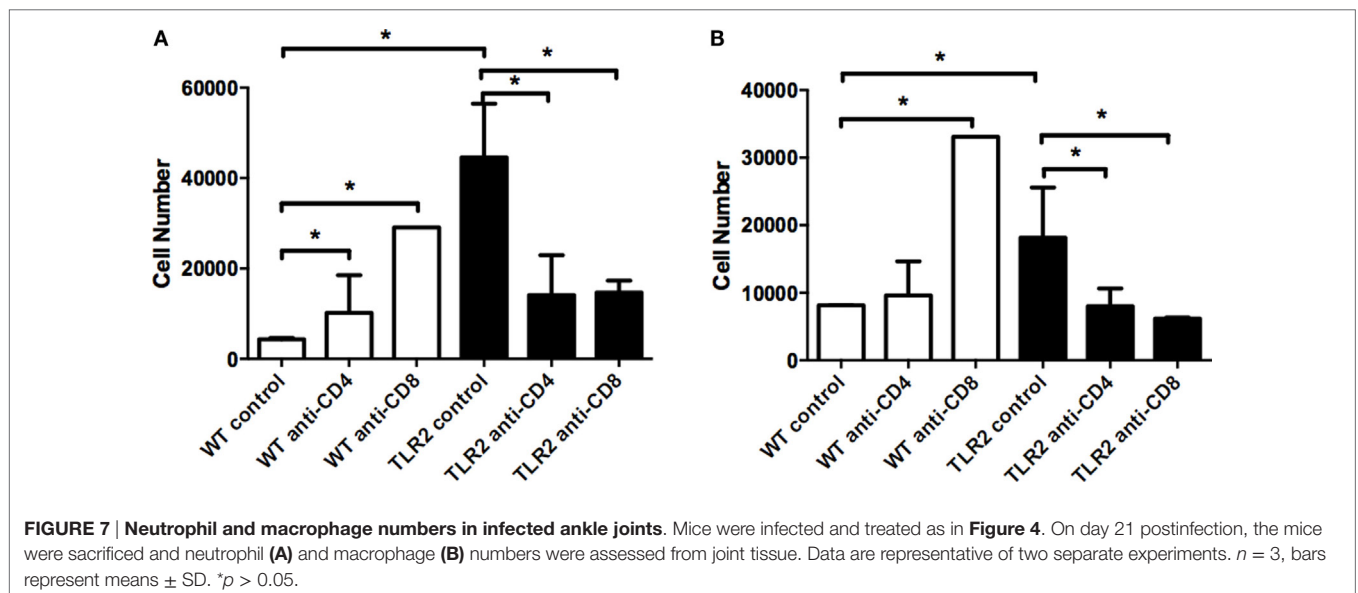 A
*
*
*
*
*
60000
40000
20000
0
Cell Number
WT control
WT anti-CD4
WT anti-CD8
TLR2 control
TLR2 anti-CD4
TLR2 anti-CD8
B
*
*
*
*
40000
30000
20000
10000
0
Cell Number
WT control
WT anti-CD4
WT anti-CD8
TLR2 control
TLR2 anti-CD4
TLR2 anti-CD8
FIGURE 7 | Neutrophil and macrophage numbers in infected ankle joints. Mice were infected and treated as in Figure 4. On day 21 postinfection, the mice
were sacrificed and neutrophil (A) and macrophage (B) numbers were assessed from joint tissue. Data are representative of two separate experiments. n = 3, bars
represent means ± SD. *p > 0.05.